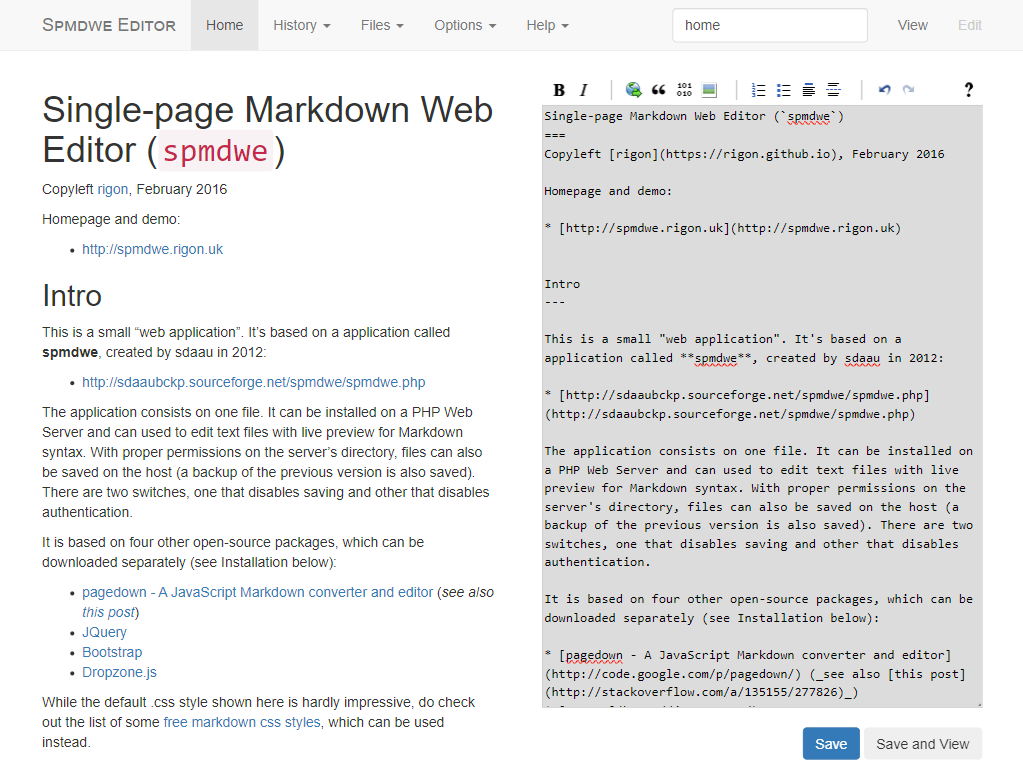 Spmdwe Editor Home History Files Options Help home View Edit
Single-page Markdown Web
Editor (spmdwe)
Copyleft rigon, February 2016
Homepage and demo:
• http://spmdwe.rigon.uk
Intro
This is a small “web application”. It’s based on a application called
spmdwe, created by sdaau in 2012:
• http://sdaaubckp.sourceforge.net/spmdwe/spmdwe.php
The application consists on one file. It can be installed on a PHP Web
Server and can used to edit text files with live preview for Markdown
syntax. With proper permissions on the server’s directory, files can also
be saved on the host (a backup of the previous version is also saved).
There are two switches, one that disables saving and other that disables
authentication.
It is based on four other open-source packages, which can be
downloaded separately (see Installation below):
• pagedown - A JavaScript Markdown converter and editor (see also
this post)
• JQuery
• Bootstrap
• Dropzone.js
While the default .css style shown here is hardly impressive, do check
out the list of some free markdown css styles, which can be used
instead.
B I 101 010 ?
Single-page Markdown Web Editor (`spmdwe`)
===
Copyleft [rigon](https://rigon.github.io), February 2016
Homepage and demo:
* [http://spmdwe.rigon.uk](http://spmdwe.rigon.uk)
Intro
---
This is a small "web application". It's based on a
application called **spmdwe**, created by sdaau in 2012:
* [http://sdaaubckp.sourceforge.net/spmdwe/spmdwe.php]
(http://sdaaubckp.sourceforge.net/spmdwe/spmdwe.php)
The application consists on one file. It can be installed on
a PHP Web Server and can used to edit text files with live
preview for Markdown syntax. With proper permissions on the
server's directory, files can also be saved on the host (a
backup of the previous version is also saved). There are two
switches, one that disables saving and other that disables
authentication.
It is based on four other open-source packages, which can be
downloaded separately (see Installation below):
* [pagedown - A JavaScript Markdown converter and editor]
(http://code.google.com/p/pagedown/) (_see also [this post]
(http://stackoverflow.com/a/135155/277826)_)
Save Save and View